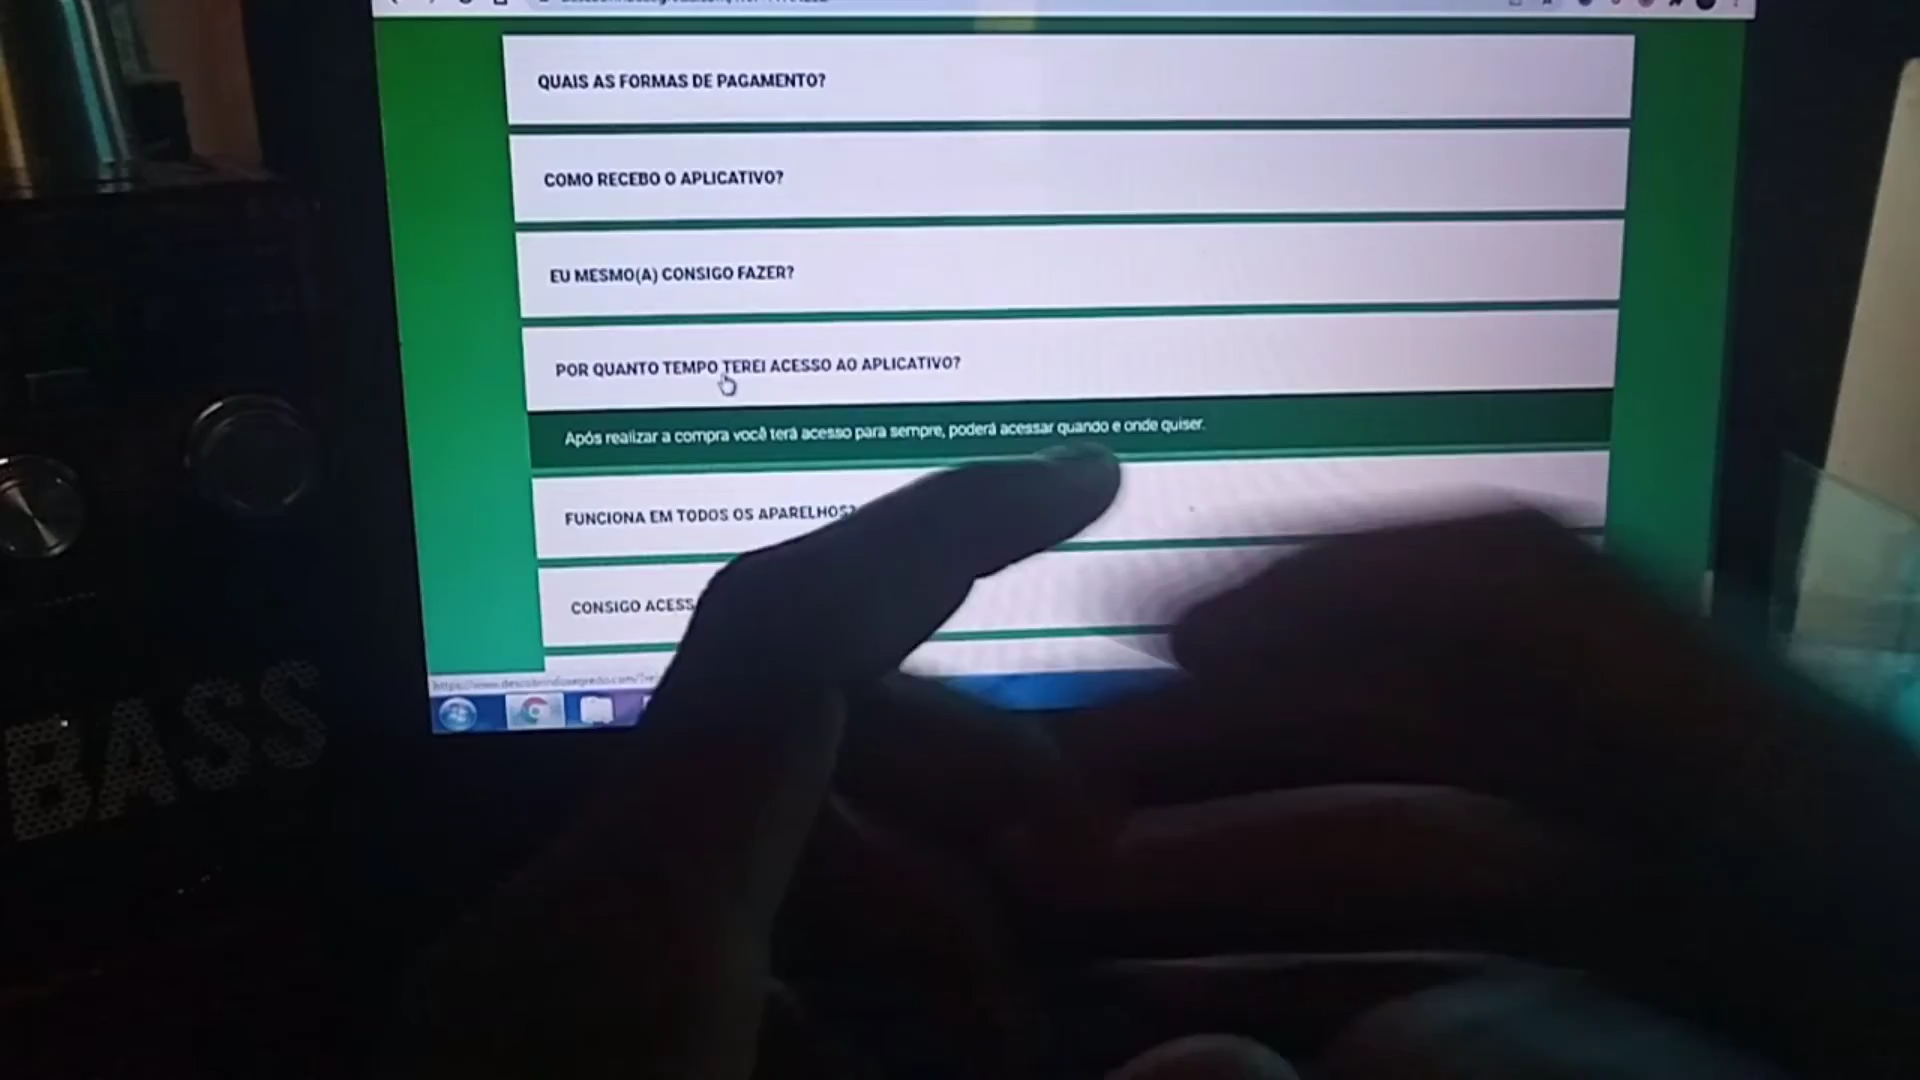 QUAIS AS FORMAS DE PAGAMENTO?
COMO RECEBO O APLICATIVO?
EU MESMO(A) CONSIGO FAZER?
POR QUANTO TEMPO TEREI ACESSO AO APLICATIVO?
Após realizar a compra você terá acesso para sempre, poderá acessar quando e onde quiser.
FUNCIONA EM TODOS OS APARELHOS?
CONSIGO ACESS
BASS